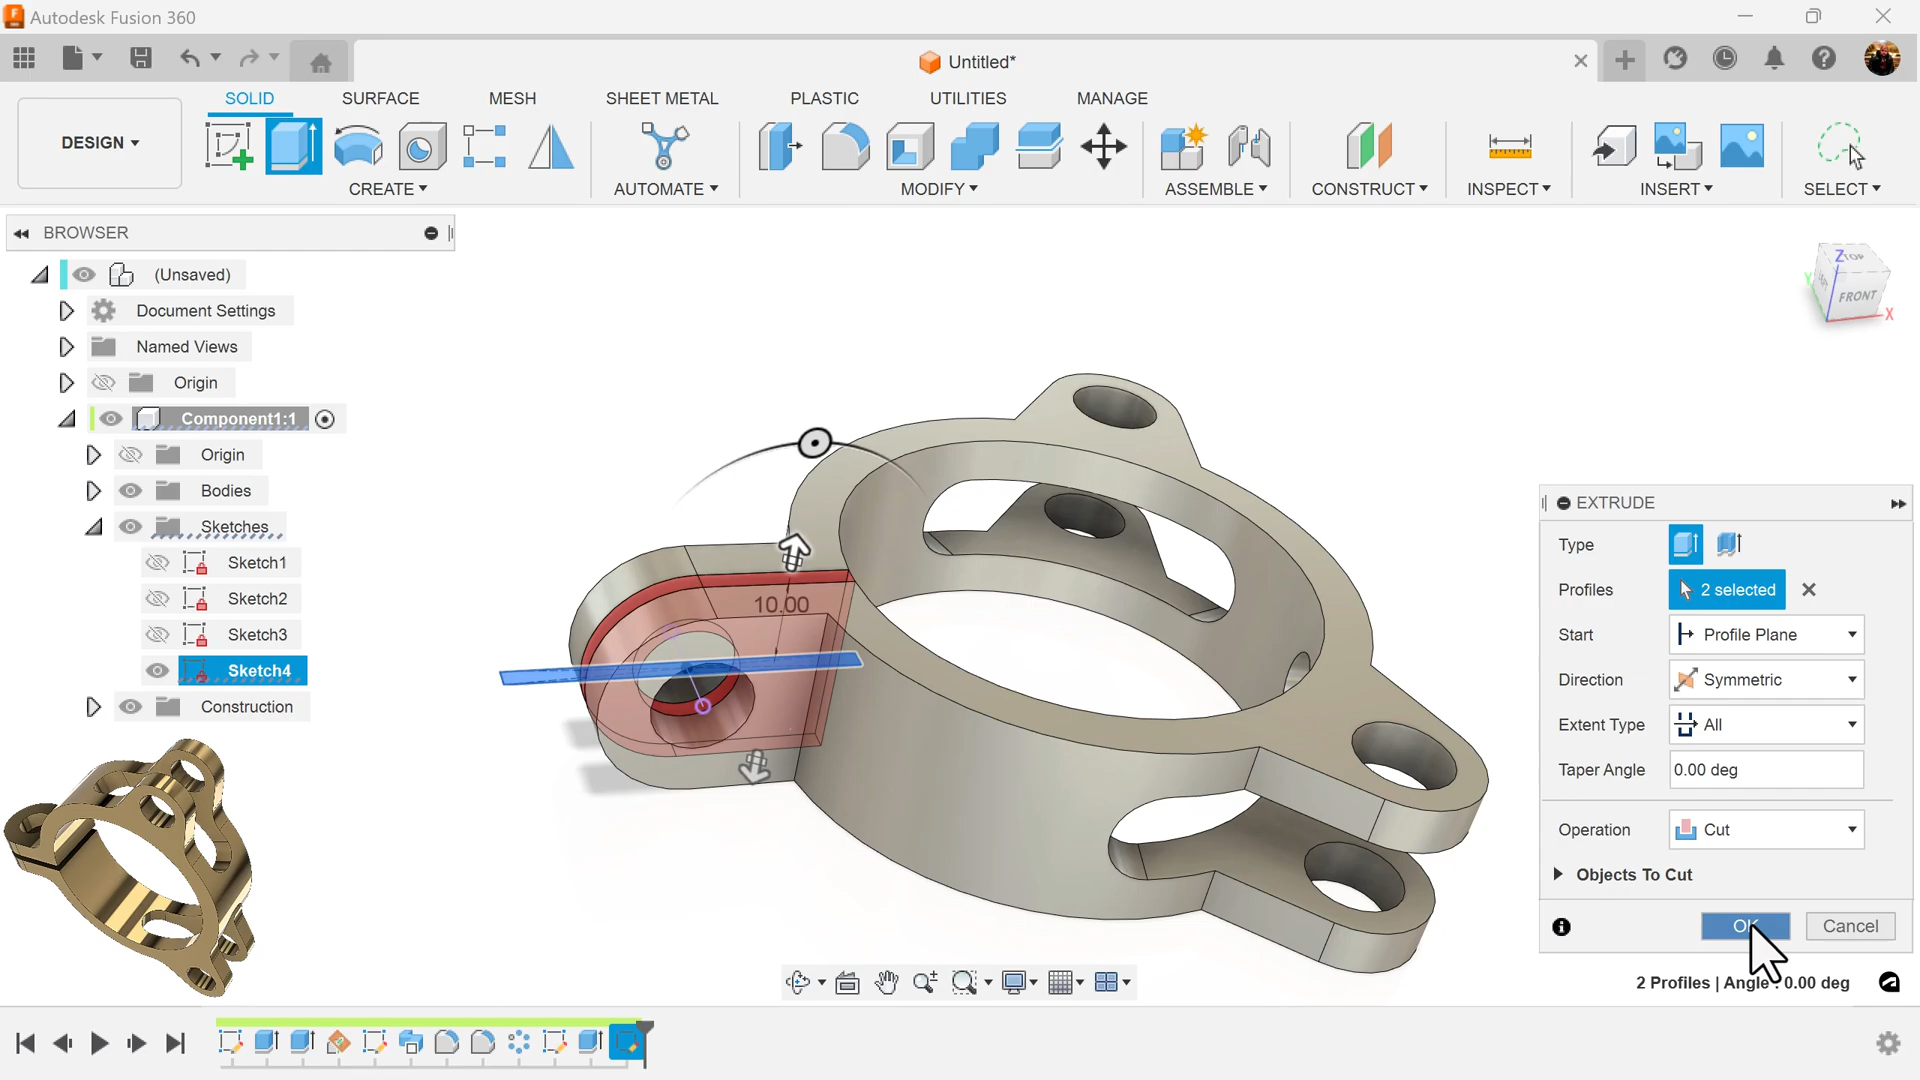 Autodesk Fusion 360
Untitled*
DESIGN
SOLID SURFACE MESH SHEET METAL PLASTIC UTILITIES MANAGE
CREATE AUTOMATE MODIFY ASSEMBLE CONSTRUCT INSPECT INSERT SELECT
BROWSER
(Unsaved)
Document Settings
Named Views
Origin
Component1:1
Origin
Bodies
Sketches
Sketch1
Sketch2
Sketch3
Sketch4
Construction
10.00
TOP
FRONT
Z
Y
X
EXTRUDE
Type
Profiles 2 selected
Start Profile Plane
Direction Symmetric
Extent Type All
Taper Angle 0.00 deg
Operation Cut
Objects To Cut
OK Cancel
2 Profiles | Angle : 0.00 deg